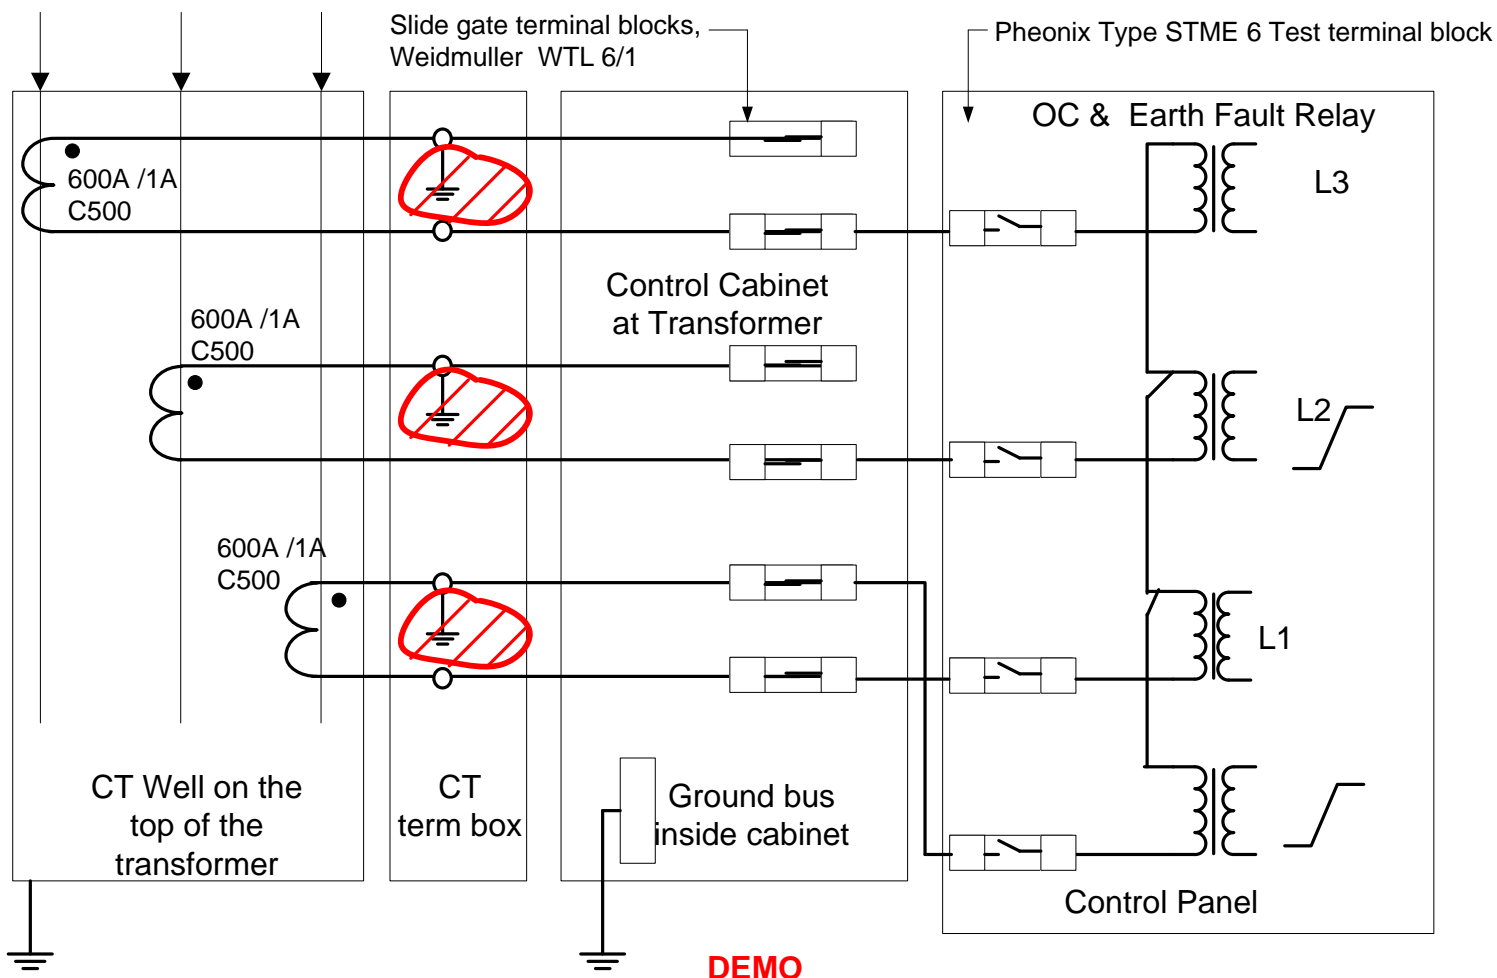 Slide gate terminal blocks,
Weidmuller WTL 6/1
Pheonix Type STME 6 Test terminal block
OC & Earth Fault Relay
600A /1A
C500
L3
Control Cabinet
at Transformer
600A /1A
C500
L2
600A /1A
C500
L1
CT Well on the
top of the
transformer
CT
term box
Ground bus
inside cabinet
Control Panel
DEMO